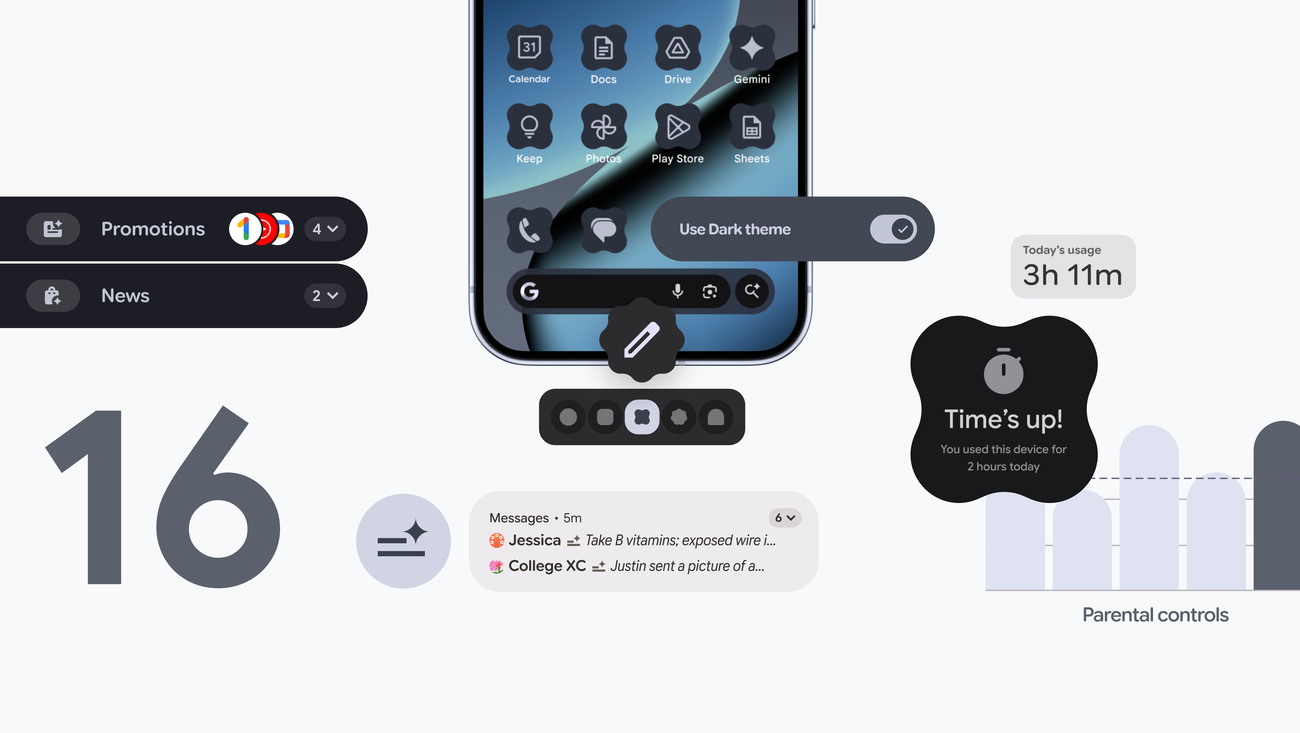 31
Calendar
Docs
Drive
Gemini
Keep
Photos
Play Store
Sheets
Promotions
4
News
2
Use Dark theme
G
Today's usage
3h 11m
Time's up!
You used this device for
2 hours today
16
Messages • 5m
6
Jessica Take B vitamins; exposed wire i...
College XC Justin sent a picture of a...
Parental controls